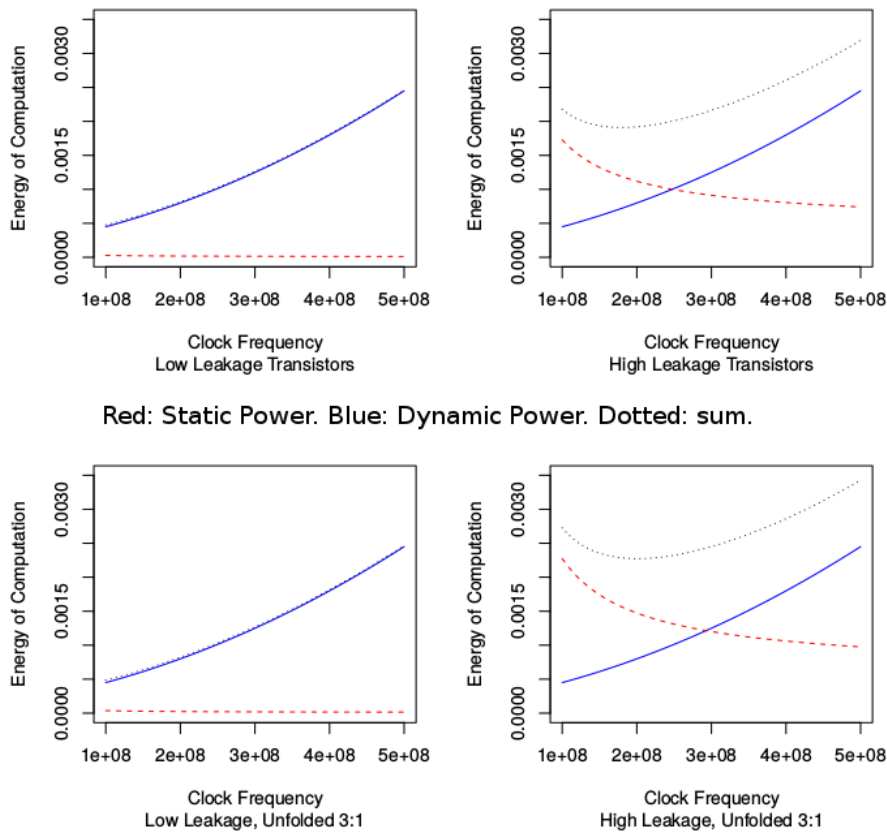 Energy of Computation
0.0030
0.0015
0.0000
1e+08 2e+08 3e+08 4e+08 5e+08
Clock Frequency
Low Leakage Transistors
Energy of Computation
0.0030
0.0015
0.0000
1e+08 2e+08 3e+08 4e+08 5e+08
Clock Frequency
High Leakage Transistors
Red: Static Power. Blue: Dynamic Power. Dotted: sum.
Energy of Computation
0.0030
0.0015
0.0000
1e+08 2e+08 3e+08 4e+08 5e+08
Clock Frequency
Low Leakage, Unfolded 3:1
Energy of Computation
0.0030
0.0015
0.0000
1e+08 2e+08 3e+08 4e+08 5e+08
Clock Frequency
High Leakage, Unfolded 3:1